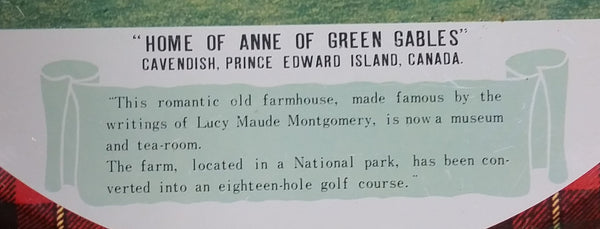 "HOME OF ANNE OF GREEN GABLES"
CAVENDISH, PRINCE EDWARD ISLAND, CANADA.
"This romantic old farmhouse, made famous by the
writings of Lucy Maude Montgomery, is now a museum
and tea-room.
The farm, located in a National park, has been con-
verted into an eighteen-hole golf course."